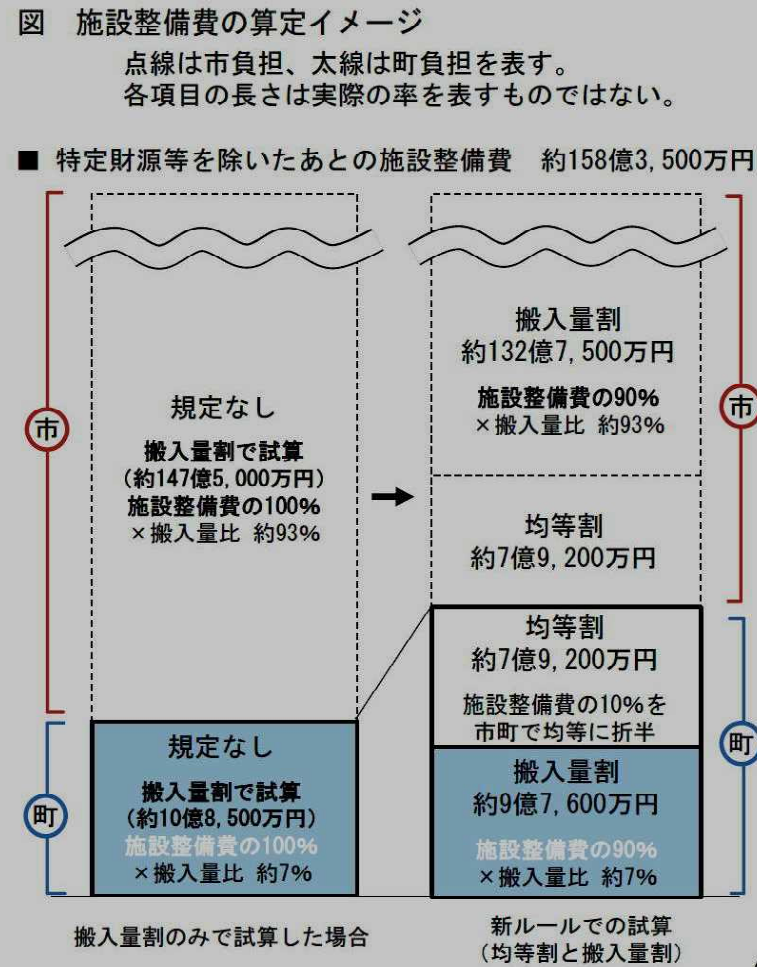 図　施設整備費の算定イメージ
点線は市負担、太線は町負担を表す。
各項目の長さは実際の率を表すものではない。
■ 特定財源等を除いたあとの施設整備費　約158億3,500万円
市
規定なし
搬入量割で試算
(約147億5,000万円)
施設整備費の100%
×搬入量比 約93%
町
規定なし
搬入量割で試算
(約10億8,500万円)
施設整備費の100%
×搬入量比 約7%
搬入量割のみで試算した場合
搬入量割
約132億7,500万円
施設整備費の90%
×搬入量比 約93%
均等割
約7億9,200万円
市
均等割
約7億9,200万円
施設整備費の10%を
市町で均等に折半
搬入量割
約9億7,600万円
施設整備費の90%
×搬入量比 約7%
町
新ルールでの試算
(均等割と搬入量割)